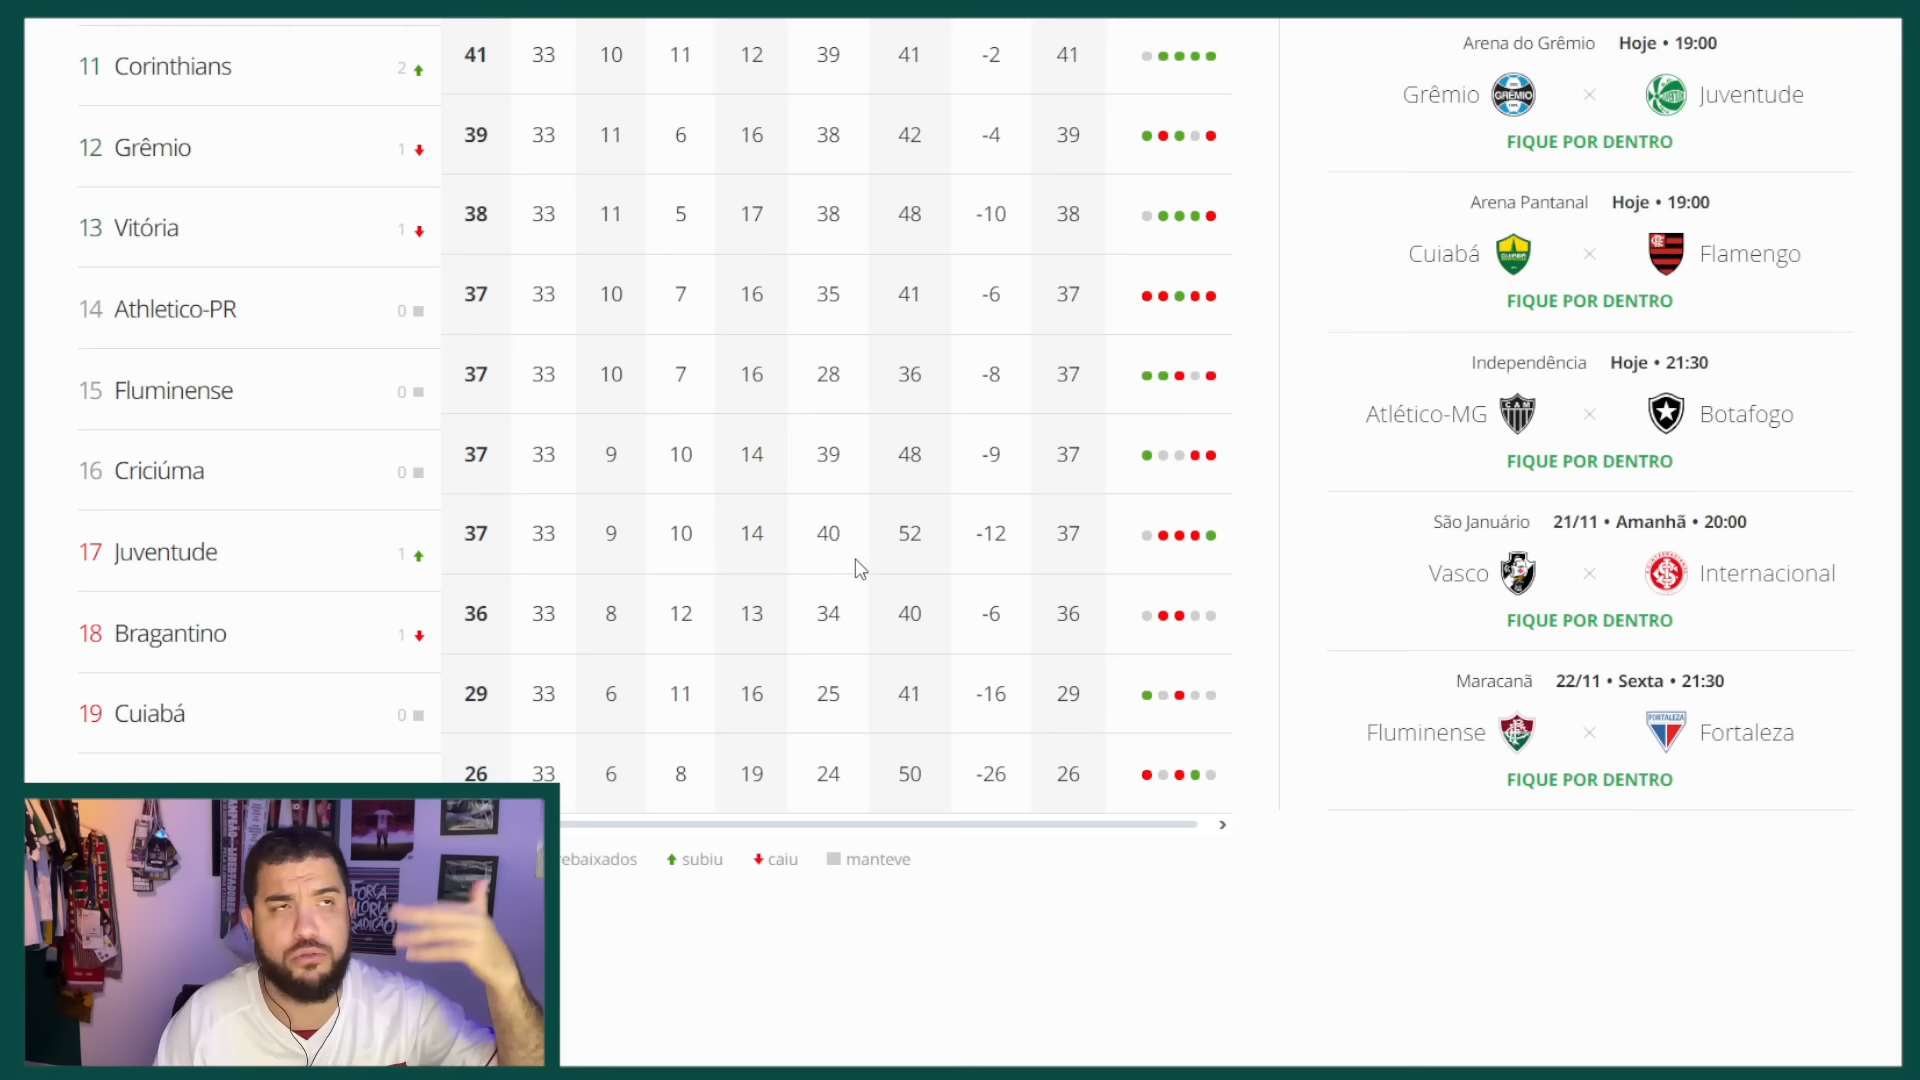 11 Corinthians 2 41 33 10 11 12 39 41 -2 41
12 Grêmio 1 39 33 11 6 16 38 42 -4 39
13 Vitória 1 38 33 11 5 17 38 48 -10 38
14 Athletico-PR 0 37 33 10 7 16 35 41 -6 37
15 Fluminense 0 37 33 10 7 16 28 36 -8 37
16 Criciúma 0 37 33 9 10 14 39 48 -9 37
17 Juventude 1 37 33 9 10 14 40 52 -12 37
18 Bragantino 1 36 33 8 12 13 34 40 -6 36
19 Cuiabá 0 29 33 6 11 16 25 41 -16 29
26 33 6 8 19 24 50 -26 26
ebaixados subiu caiu manteve
Arena do Grêmio Hoje • 19:00
Grêmio GRÊMIO × Juventude
FIQUE POR DENTRO
Arena Pantanal Hoje • 19:00
Cuiabá CUIABÁ × Flamengo
FIQUE POR DENTRO
Independência Hoje • 21:30
Atlético-MG CAM × Botafogo
FIQUE POR DENTRO
São Januário 21/11 • Amanhã • 20:00
Vasco × Internacional
FIQUE POR DENTRO
Maracanã 22/11 • Sexta • 21:30
Fluminense × FORTALEZA Fortaleza
FIQUE POR DENTRO
FORÇA